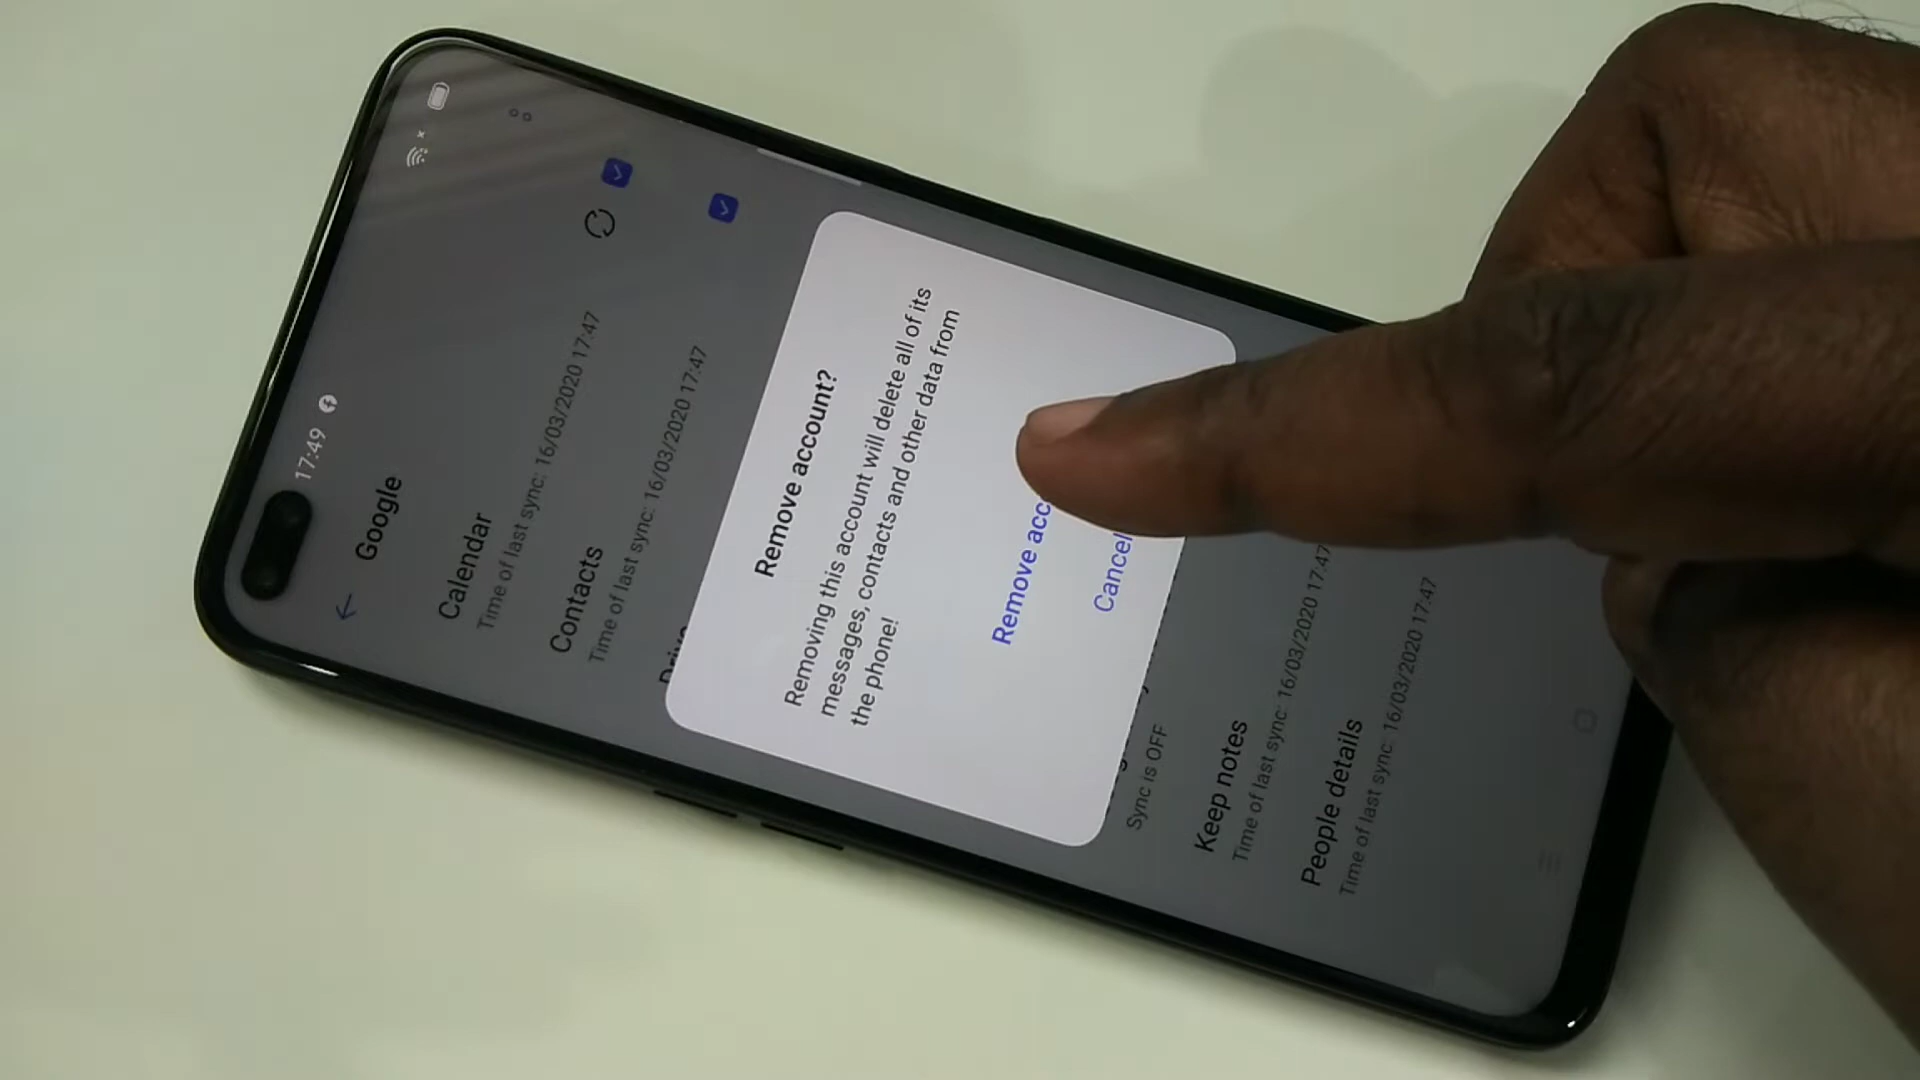 17:49
Google
Calendar
Time of last sync: 16/03/2020 17:47
Contacts
Time of last sync: 16/03/2020 17:47
Remove account?
Removing this account will delete all of its
messages, contacts and other data from
the phone!
Remove acc
Cancel
Sync is OFF
Keep notes
Time of last sync: 16/03/2020 17:47
People details
Time of last sync: 16/03/2020 17:47